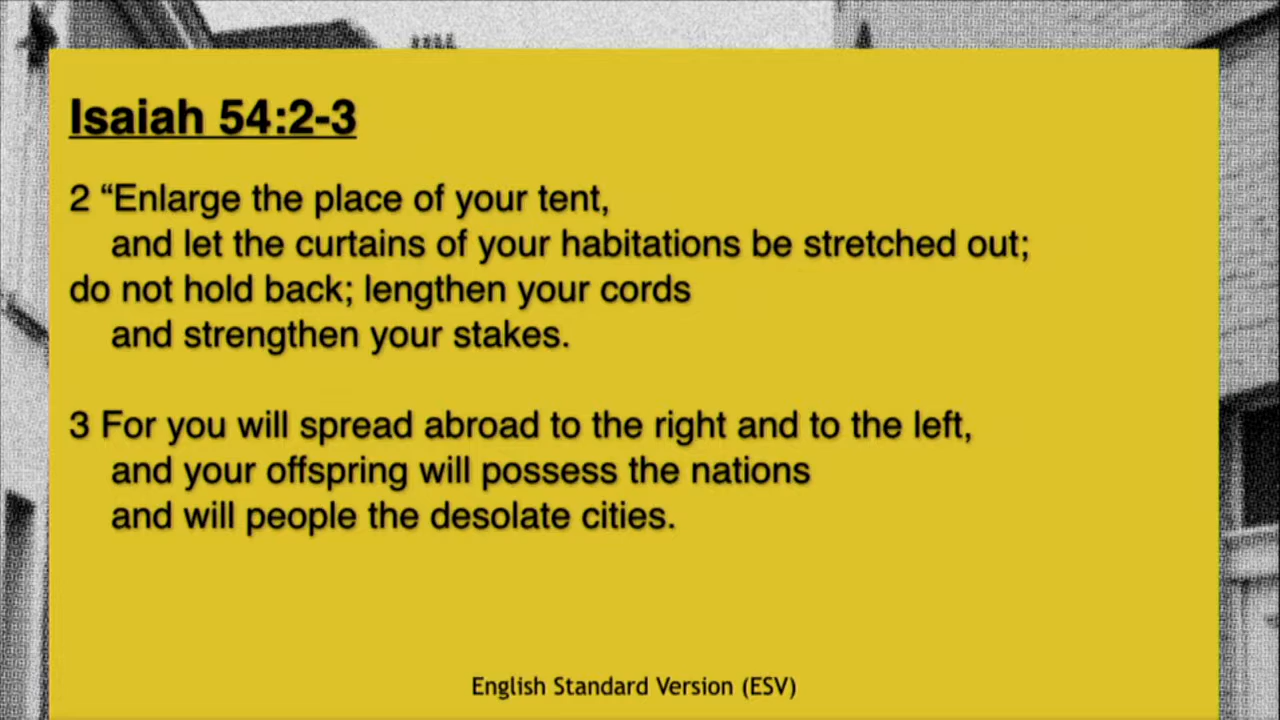 Isaiah 54:2-3
2 “Enlarge the place of your tent,
and let the curtains of your habitations be stretched out;
do not hold back; lengthen your cords
and strengthen your stakes.
3 For you will spread abroad to the right and to the left,
and your offspring will possess the nations
and will people the desolate cities.
English Standard Version (ESV)